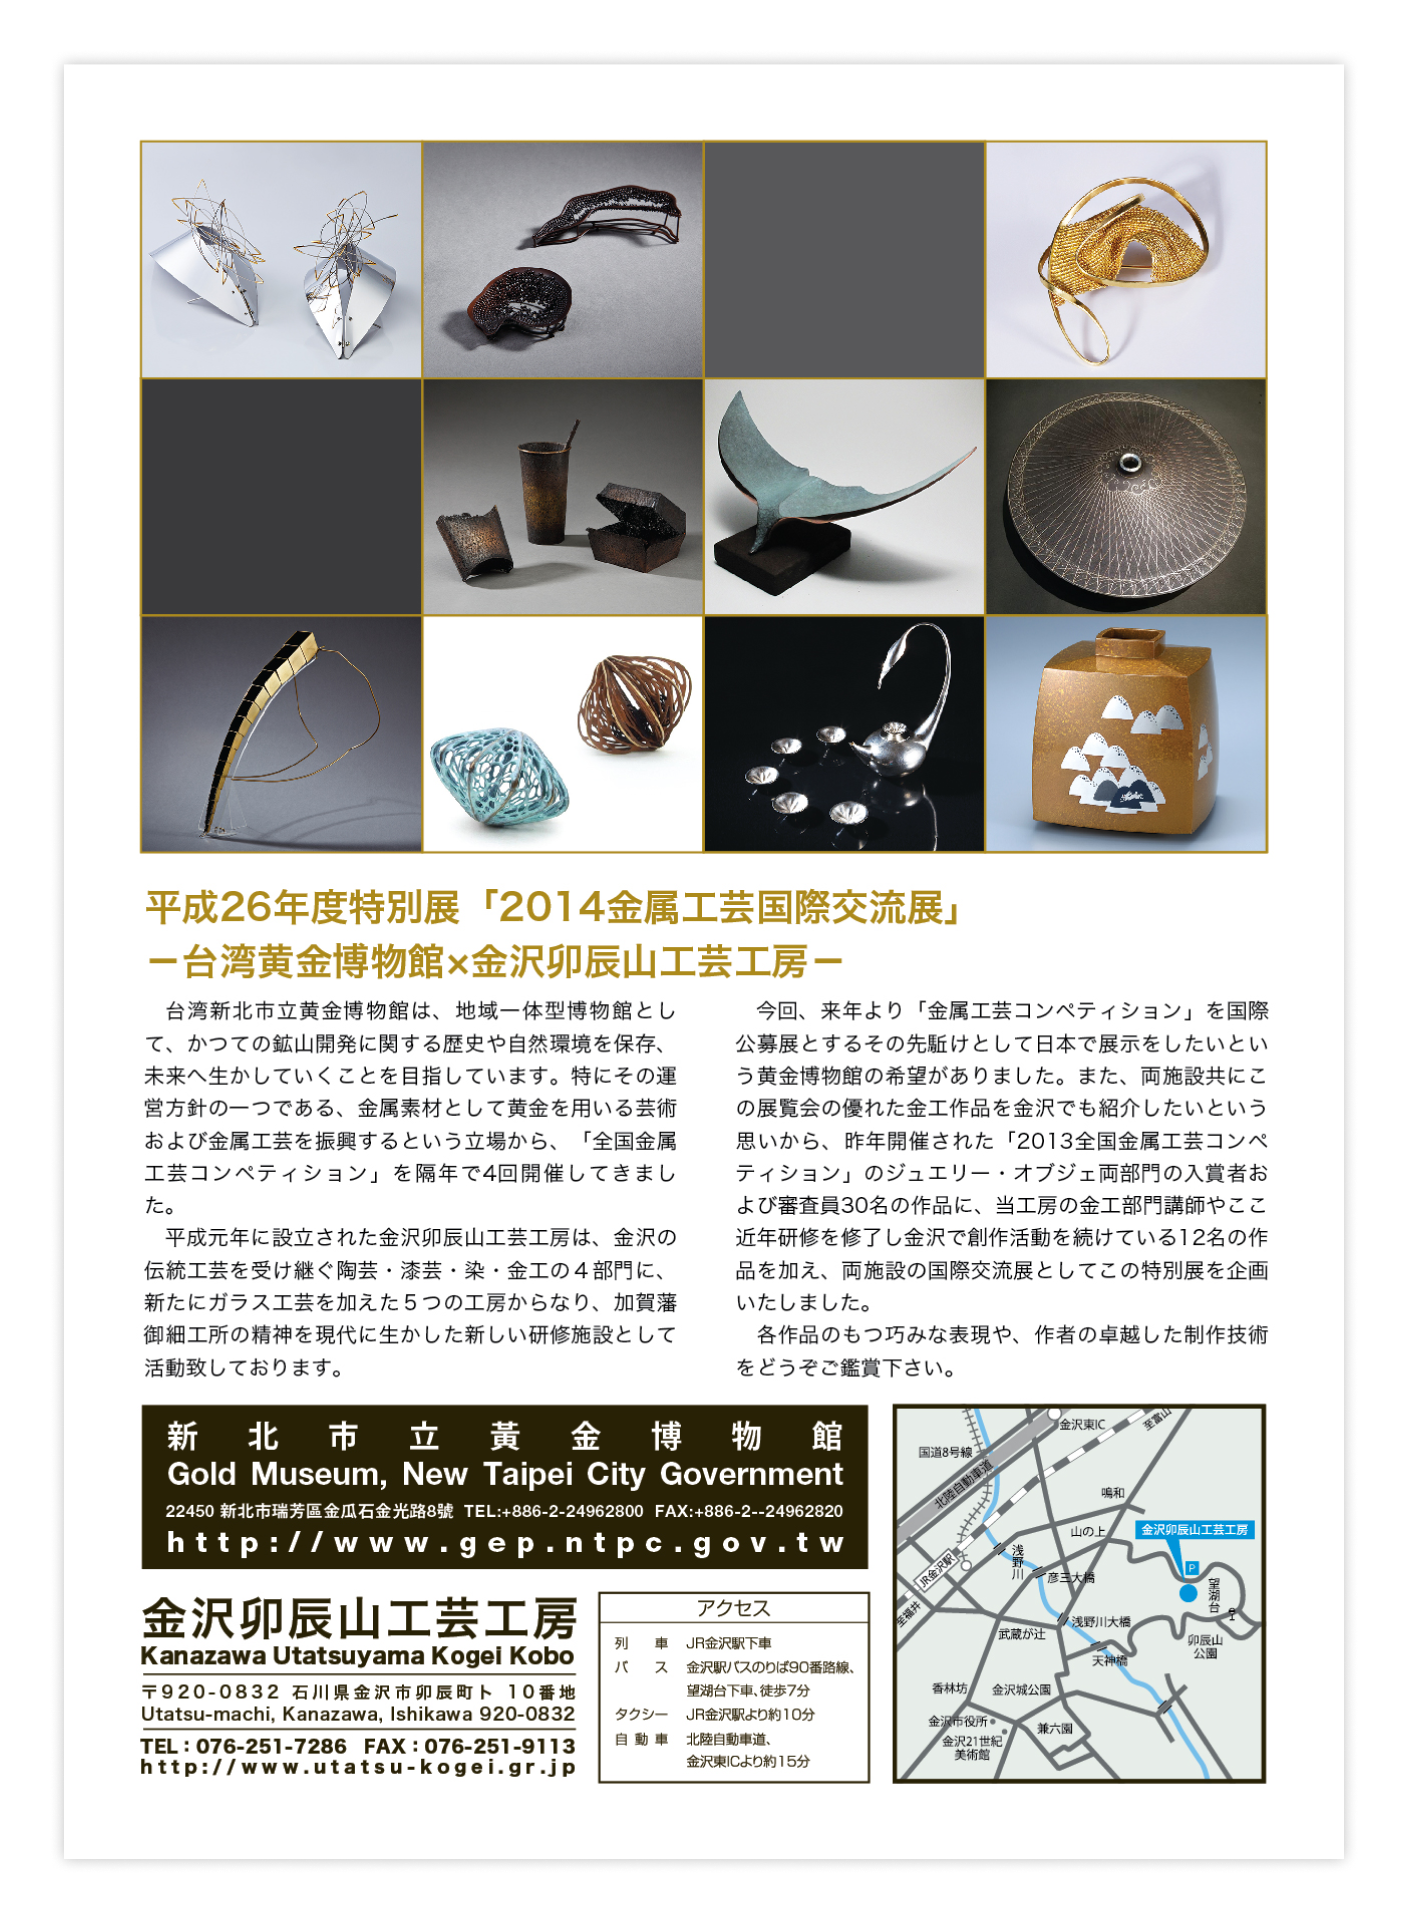 平成26年度特別展「2014金属工芸国際交流展」
ー台湾黄金博物館×金沢卯辰山工芸工房ー
台湾新北市立黄金博物館は、地域一体型博物館とし
て、かつての鉱山開発に関する歴史や自然環境を保存、
未来へ生かしていくことを目指しています。特にその運
営方針の一つである、金属素材として黄金を用いる芸術
および金属工芸を振興するという立場から、「全国金属
工芸コンペティション」を隔年で4回開催してきまし
た。
平成元年に設立された金沢卯辰山工芸工房は、金沢の
伝統工芸を受け継ぐ陶芸・漆芸・染・金工の４部門に、
新たにガラス工芸を加えた５つの工房からなり、加賀藩
御細工所の精神を現代に生かした新しい研修施設として
活動致しております。
今回、来年より「金属工芸コンペティション」を国際
公募展とするその先駈けとして日本で展示をしたいとい
う黄金博物館の希望がありました。また、両施設共にこ
の展覧会の優れた金工作品を金沢でも紹介したいという
思いから、昨年開催された「2013全国金属工芸コンペ
ティション」のジュエリー・オブジェ両部門の入賞者お
よび審査員30名の作品に、当工房の金工部門講師やここ
近年研修を修了し金沢で創作活動を続けている12名の作
品を加え、両施設の国際交流展としてこの特別展を企画
いたしました。
各作品のもつ巧みな表現や、作者の卓越した制作技術
をどうぞご鑑賞下さい。
新北市立黃金博物館
Gold Museum, New Taipei City Government
22450 新北市瑞芳區金瓜石金光路8號 TEL:+886-2-24962800 FAX:+886-2--24962820
http://www.gep.ntpc.gov.tw
金沢卯辰山工芸工房
Kanazawa Utatsuyama Kogei Kobo
〒920-0832 石川県金沢市卯辰町ト 10番地
Utatsu-machi, Kanazawa, Ishikawa 920-0832
TEL：076-251-7286 FAX：076-251-9113
http://www.utatsu-kogei.gr.jp
アクセス
列車 JR金沢駅下車
バス 金沢駅バスのりば90番路線、
望湖台下車、徒歩7分
タクシー JR金沢駅より約10分
自動車 北陸自動車道、
金沢東ICより約15分
金沢東IC
至富山
国道8号線
北陸自動車道
鳴和
山の上
金沢卯辰山工芸工房
浅野川
JR金沢駅
P
彦三大橋
望湖台
至福井
浅野川大橋
武蔵が辻
卯辰山
公園
天神橋
香林坊
金沢城公園
金沢市役所
兼六園
金沢21世紀
美術館